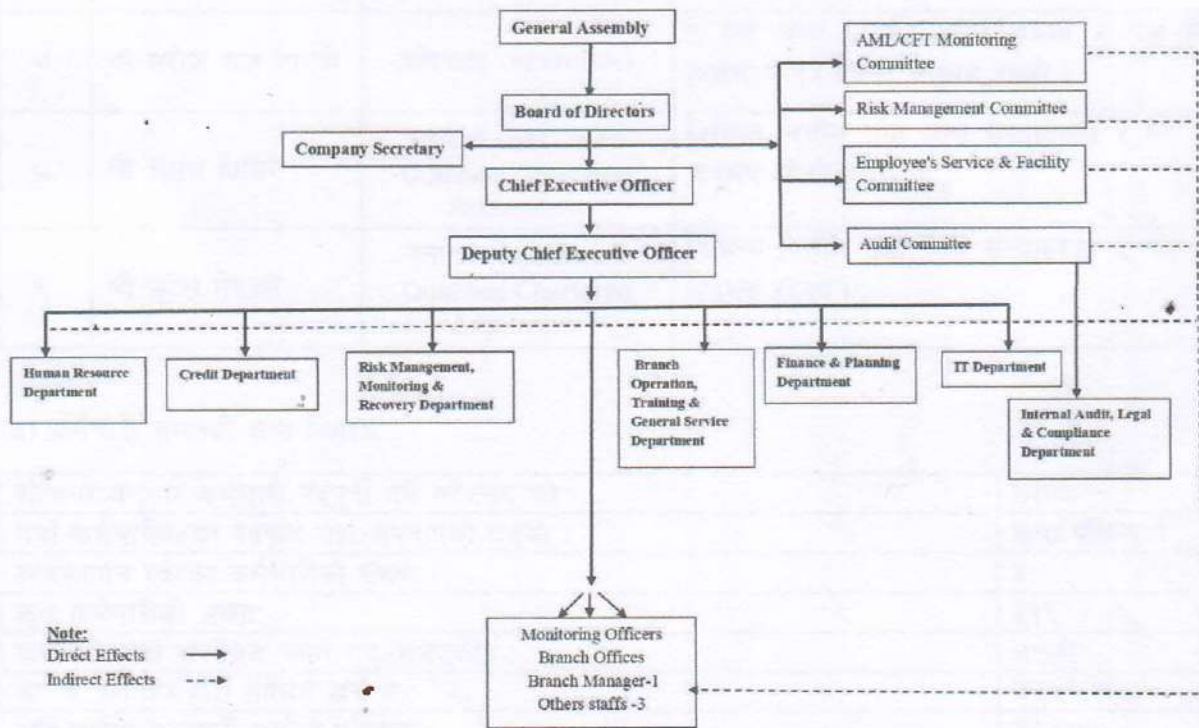 General Assembly
Board of Directors
Company Secretary
Chief Executive Officer
Deputy Chief Executive Officer
AML/CFT Monitoring
Committee
Risk Management Committee
Employee's Service & Facility
Committee
Audit Committee
Human Resource
Department
Credit Department
Risk Management,
Monitoring &
Recovery Department
Branch
Operation,
Training &
General Service
Department
Finance & Planning
Department
IT Department
Internal Audit, Legal
& Compliance
Department
Note:
Direct Effects
Indirect Effects
Monitoring Officers
Branch Offices
Branch Manager-1
Others staffs -3